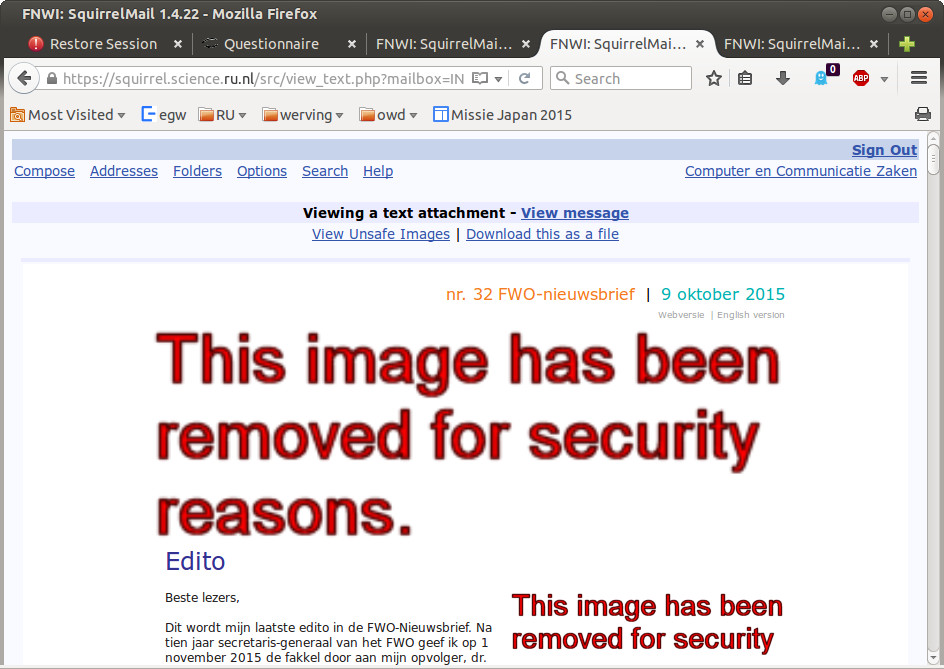 FNWI: SquirrelMail 1.4.22 - Mozilla Firefox
Restore Session × Questionnaire × FNWI: SquirrelMai... × FNWI: SquirrelMai... × FNWI: SquirrelMai... ×
https://squirrel.science.ru.nl/src/view_text.php?mailbox=IN Search 0 ABP
Most Visited egw RU werving owd Missie Japan 2015
Sign Out
Compose Addresses Folders Options Search Help Computer en Communicatie Zaken
Viewing a text attachment - View message
View Unsafe Images | Download this as a file
nr. 32 FWO-nieuwsbrief | 9 oktober 2015
Webversie | English version
This image has been
removed for security
reasons.
Edito
Beste lezers,
This image has been
Dit wordt mijn laatste edito in de FWO-Nieuwsbrief. Na
removed for security
tien jaar secretaris-generaal van het FWO geef ik op 1
november 2015 de fakkel door aan mijn opvolger, dr.